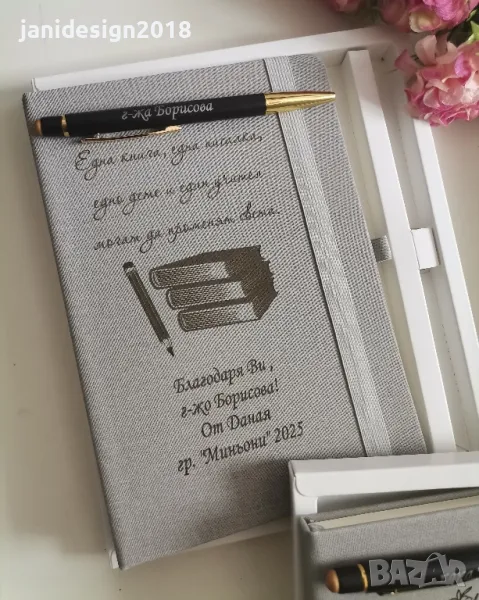 janidesign2018
г-жа Борисова
Една книга, една писалка,
едно дете и един учител
могат да променят света.
Благодаря Ви ,
г-жо Борисова!
От Даная
гр. "Миньони" 2025
BAZAR